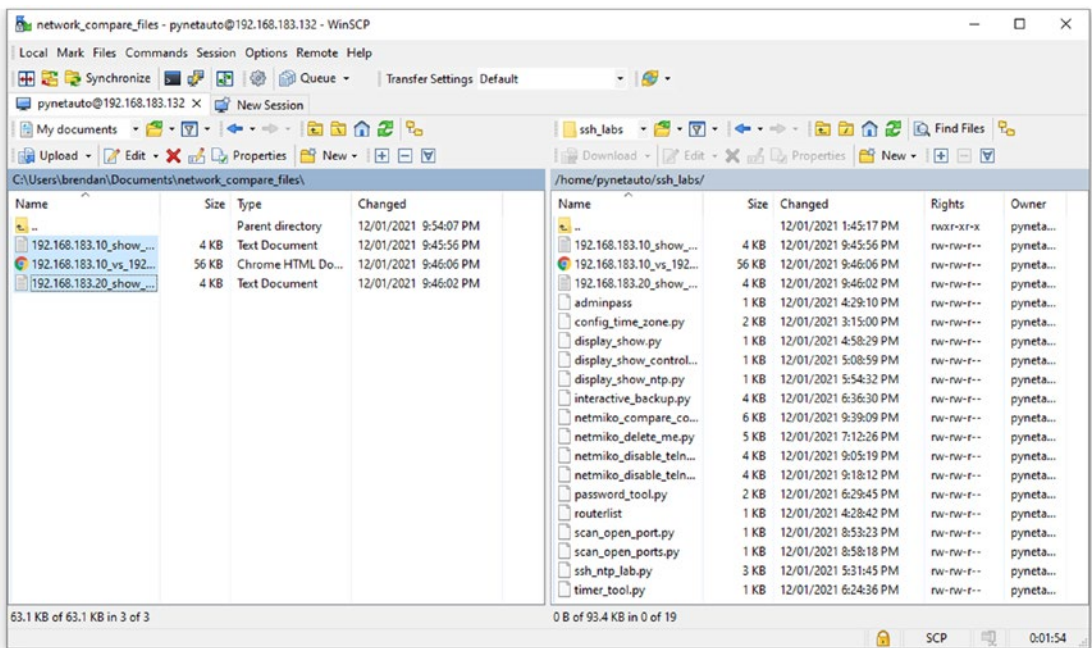 network_compare_files - pynetauto@192.168.183.132 - WinSCP
Local Mark Files Commands Session Options Remote Help
Synchronize Queue Transfer Settings Default
pynetauto@192.168.183.132 New Session
My documents
Upload Edit Properties New
C:\Users\brendan\Documents\network_compare_files\
Name Size Type Changed
.. Parent directory 12/01/2021 9:54:07 PM
192.168.183.10_show_... 4 KB Text Document 12/01/2021 9:45:56 PM
192.168.183.10_vs_192... 56 KB Chrome HTML Do... 12/01/2021 9:46:06 PM
192.168.183.20_show_... 4 KB Text Document 12/01/2021 9:46:02 PM
63.1 KB of 63.1 KB in 3 of 3
ssh_labs Find Files
Download Edit Properties New
/home/pynetauto/ssh_labs/
Name Size Changed Rights Owner
.. 12/01/2021 1:45:17 PM rwxr-xr-x pyneta...
192.168.183.10_show_... 4 KB 12/01/2021 9:45:56 PM rw-rw-r-- pyneta...
192.168.183.10_vs_192... 56 KB 12/01/2021 9:46:06 PM rw-rw-r-- pyneta...
192.168.183.20_show_... 4 KB 12/01/2021 9:46:02 PM rw-rw-r-- pyneta...
adminpass 1 KB 12/01/2021 4:29:10 PM rw-rw-r-- pyneta...
config_time_zone.py 2 KB 12/01/2021 3:15:00 PM rw-rw-r-- pyneta...
display_show.py 1 KB 12/01/2021 4:58:29 PM rw-rw-r-- pyneta...
display_show_control... 1 KB 12/01/2021 5:08:59 PM rw-rw-r-- pyneta...
display_show_ntp.py 1 KB 12/01/2021 5:54:32 PM rw-rw-r-- pyneta...
interactive_backup.py 4 KB 12/01/2021 6:36:30 PM rw-rw-r-- pyneta...
netmiko_compare_co... 6 KB 12/01/2021 9:39:09 PM rw-rw-r-- pyneta...
netmiko_delete_me.py 5 KB 12/01/2021 7:12:26 PM rw-rw-r-- pyneta...
netmiko_disable_teln... 4 KB 12/01/2021 9:05:19 PM rw-rw-r-- pyneta...
netmiko_disable_teln... 4 KB 12/01/2021 9:18:12 PM rw-rw-r-- pyneta...
password_tool.py 2 KB 12/01/2021 6:29:45 PM rw-rw-r-- pyneta...
routerlist 1 KB 12/01/2021 4:28:42 PM rw-rw-r-- pyneta...
scan_open_port.py 1 KB 12/01/2021 8:53:23 PM rw-rw-r-- pyneta...
scan_open_ports.py 1 KB 12/01/2021 8:58:18 PM rw-rw-r-- pyneta...
ssh_ntp_lab.py 3 KB 12/01/2021 5:31:45 PM rw-rw-r-- pyneta...
timer_tool.py 1 KB 12/01/2021 6:24:36 PM rw-rw-r-- pyneta...
0 B of 93.4 KB in 0 of 19
SCP 0:01:54